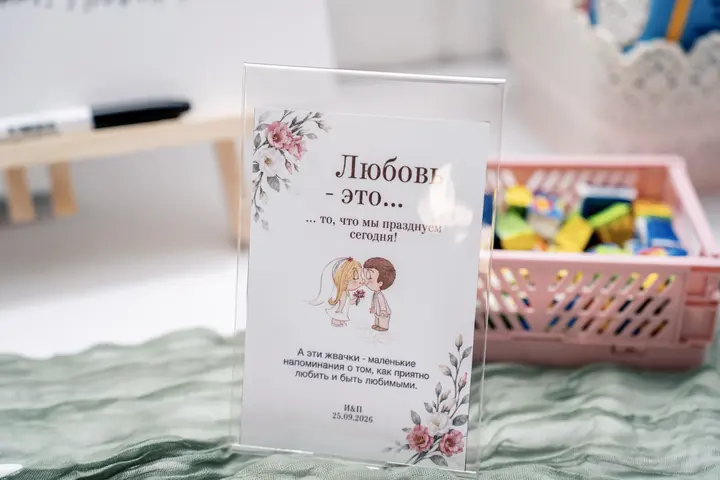 Любовь
- это...
... то, что мы празднуем
сегодня!
А эти жвачки - маленькие
напоминания о том, как приятно
любить и быть любимыми.
И&П
25.09.2026